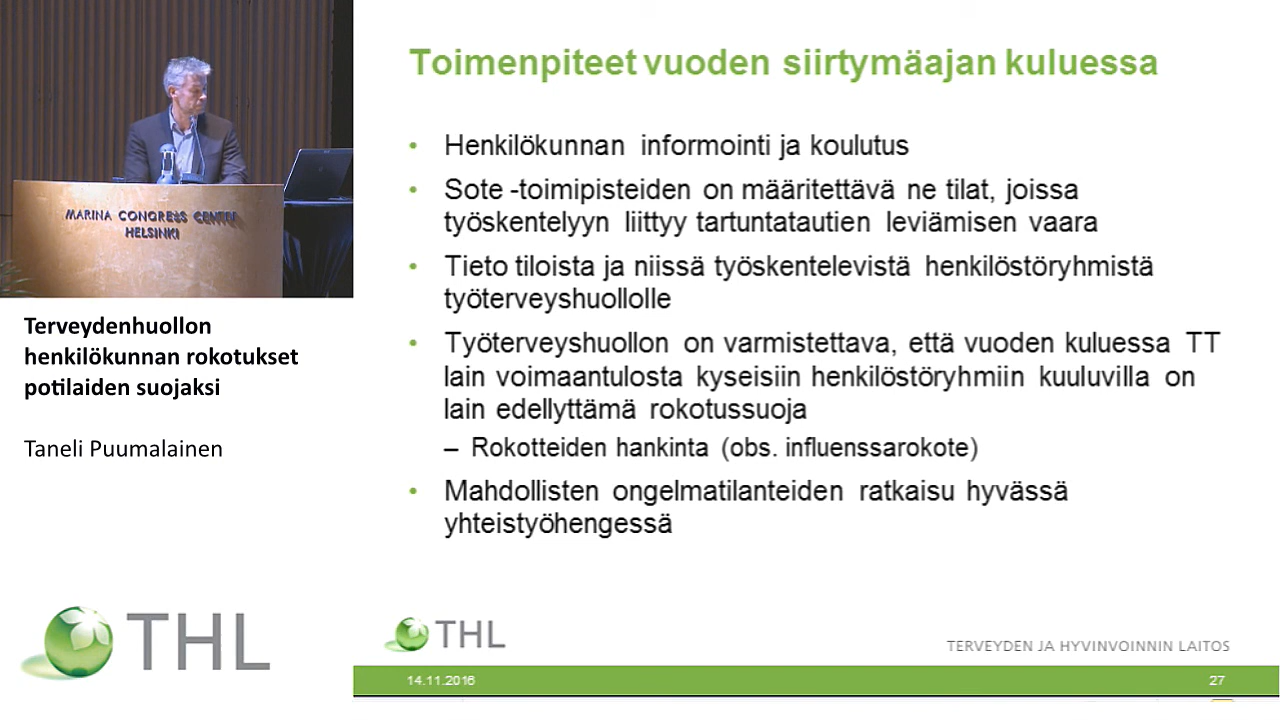 MARINA CONGRESS CENTER
HELSINKI
Terveydenhuollon
henkilökunnan rokotukset
potilaiden suojaksi
Taneli Puumalainen
THL
Toimenpiteet vuoden siirtymäajan kuluessa
• Henkilökunnan informointi ja koulutus
• Sote -toimipisteiden on määritettävä ne tilat, joissa
työskentelyyn liittyy tartuntatautien leviämisen vaara
• Tieto tiloista ja niissä työskentelevistä henkilöstöryhmistä
työterveyshuollolle
• Työterveyshuollon on varmistettava, että vuoden kuluessa TT
lain voimaantulosta kyseisiin henkilöstöryhmiin kuuluvilla on
lain edellyttämä rokotussuoja
– Rokotteiden hankinta (obs. influenssarokote)
• Mahdollisten ongelmatilanteiden ratkaisu hyvässä
yhteistyöhengessä
THL
TERVEYDEN JA HYVINVOINNIN LAITOS
14.11.2016
27